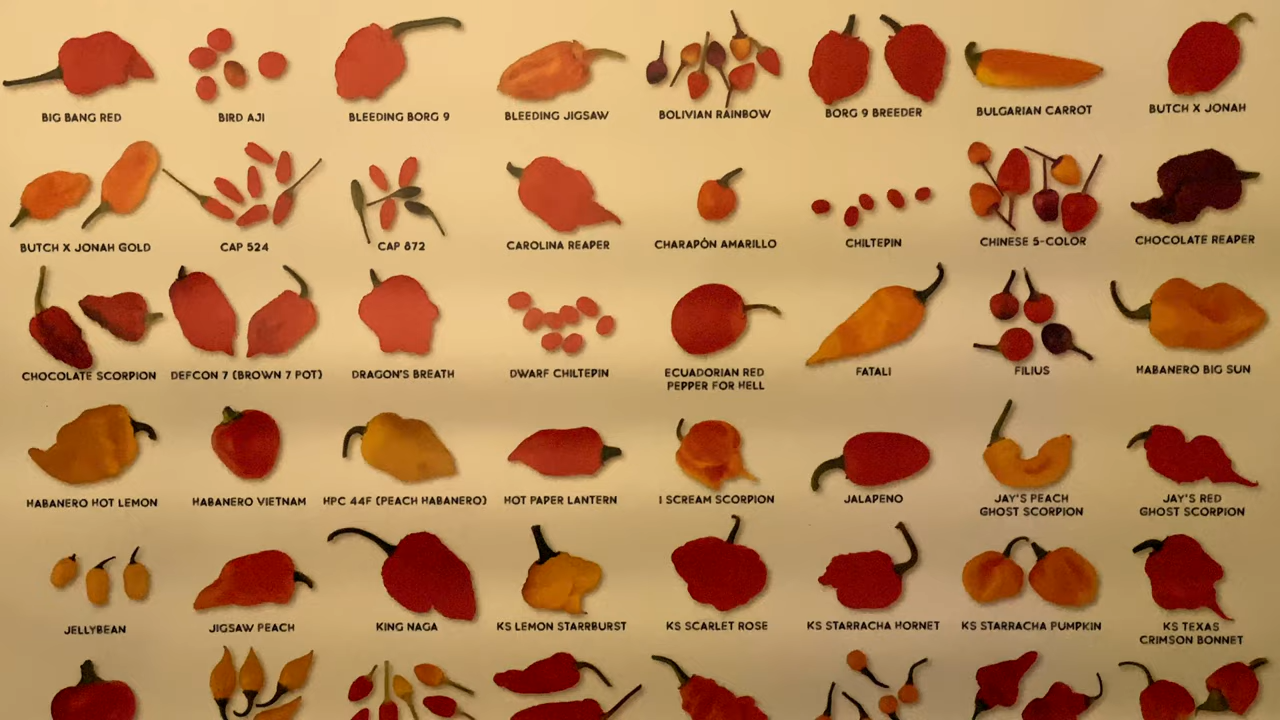 BIG BANG RED
BIRD AJI
BLEEDING BORG 9
BLEEDING JIGSAW
BOLIVIAN RAINBOW
BORG 9 BREEDER
BULGARIAN CARROT
BUTCH X JONAH
BUTCH X JONAH GOLD
CAP 524
CAP 872
CAROLINA REAPER
CHARAPÓN AMARILLO
CHILTEPIN
CHINESE 5-COLOR
CHOCOLATE REAPER
CHOCOLATE SCORPION
DEFCON 7 (BROWN 7 POT)
DRAGON'S BREATH
DWARF CHILTEPIN
ECUADORIAN RED
PEPPER FOR HELL
FATALI
FILIUS
HABANERO BIG SUN
HABANERO HOT LEMON
HABANERO VIETNAM
HPC 44F (PEACH HABANERO)
HOT PAPER LANTERN
I SCREAM SCORPION
JALAPENO
JAY'S PEACH
GHOST SCORPION
JAY'S RED
GHOST SCORPION
JELLYBEAN
JIGSAW PEACH
KING NAGA
KS LEMON STARRBURST
KS SCARLET ROSE
KS STARRACHA HORNET
KS STARRACHA PUMPKIN
KS TEXAS
CRIMSON BONNET